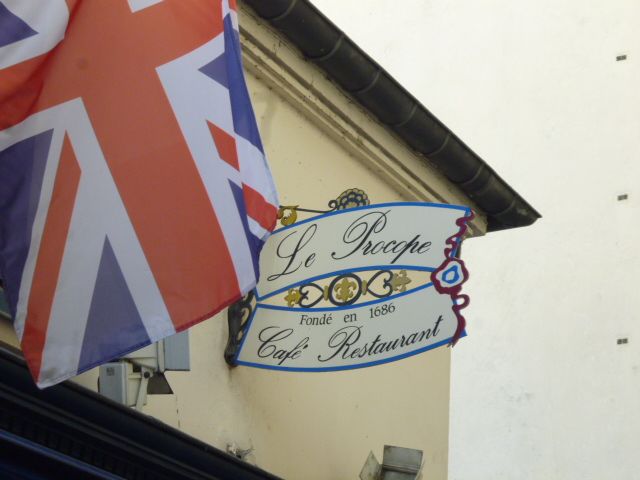 Le Procope
Fondé en 1686
Café Restaurant